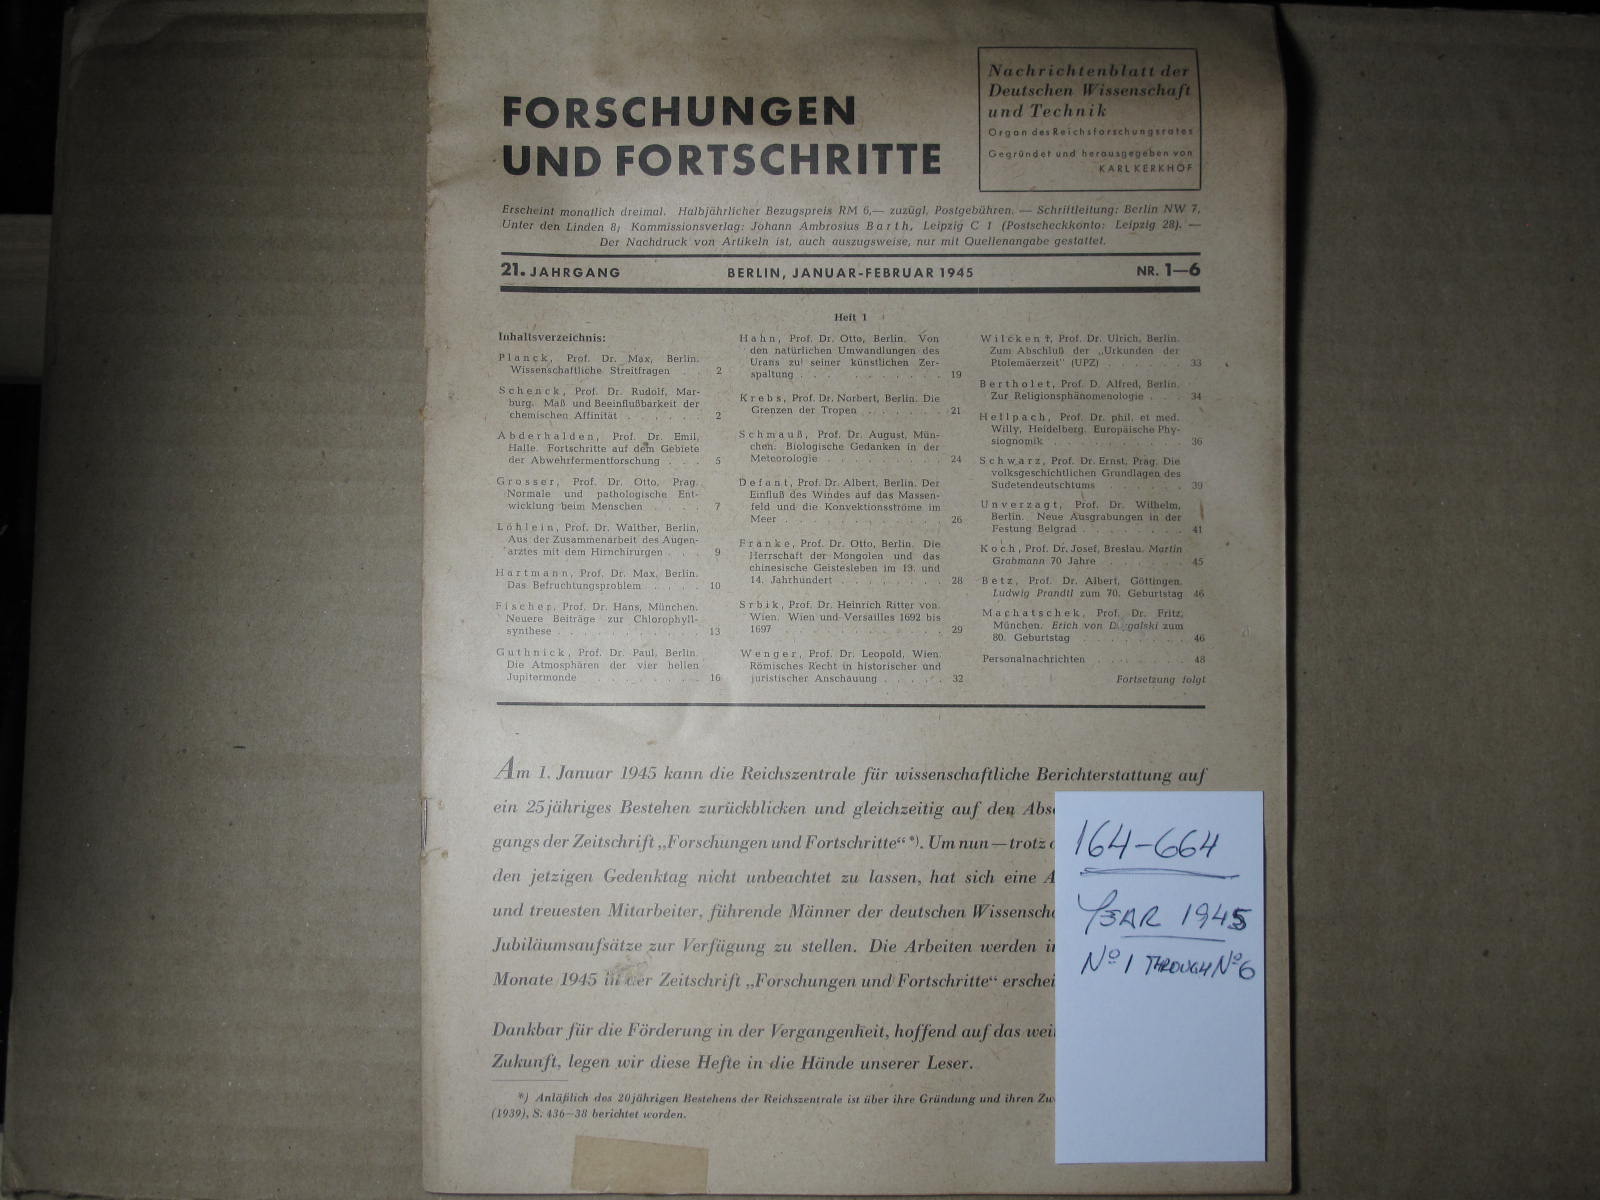 FORSCHUNGEN
UND FORTSCHRITTE
Nachrichtenblatt der
Deutschen Wissenschaft
und Technik
Organ des Reichsforschungsrates
Gegründet und herausgegeben von
KARL KERKHOF
Erscheint monatlich dreimal. Halbjährlicher Bezugspreis RM 6,— zuzügl. Postgebühren. — Schriftleitung: Berlin NW 7,
Unter den Linden 8; Kommissionsverlag: Johann Ambrosius Barth, Leipzig C 1 (Postscheckkonto: Leipzig 28). —
Der Nachdruck von Artikeln ist, auch auszugsweise, nur mit Quellenangabe gestattet.
21. JAHRGANG BERLIN, JANUAR-FEBRUAR 1945 NR. 1—6
Heft 1
Inhaltsverzeichnis:
Planck, Prof. Dr. Max, Berlin.
Wissenschaftliche Streitfragen . . 2
Schenck, Prof. Dr. Rudolf, Mar-
burg. Maß und Beeinflußbarkeit der
chemischen Affinität . . . . . . 2
Abderhalden, Prof. Dr. Emil,
Halle. Fortschritte auf dem Gebiete
der Abwehrfermentforschung . . . 5
Grosser, Prof. Dr. Otto, Prag.
Normale und pathologische Ent-
wicklung beim Menschen . . . . 7
Löhlein, Prof. Dr. Walther, Berlin,
Aus der Zusammenarbeit des Augen-
arztes mit dem Hirnchirurgen . . . 9
Hartmann, Prof. Dr. Max, Berlin.
Das Befruchtungsproblem . . . . 10
Fischer, Prof. Dr. Hans, München.
Neuere Beiträge zur Chlorophyll-
synthese . . . . . . . . . . 13
Guthnick, Prof. Dr. Paul, Berlin.
Die Atmosphären der vier hellen
Jupitermonde . . . . . . . . 16
Hahn, Prof. Dr. Otto, Berlin. Von
den natürlichen Umwandlungen des
Urans zu seiner künstlichen Zer-
spaltung . . . . . . . . . . . 19
Krebs, Prof. Dr. Norbert, Berlin. Die
Grenzen der Tropen . . . . . . . 21
Schmauß, Prof. Dr. August, Mün-
chen. Biologische Gedanken in der
Meteorologie . . . . . . . . . 24
Defant, Prof. Dr. Albert, Berlin. Der
Einfluß des Windes auf das Massen-
feld und die Konvektionsströme im
Meer . . . . . . . . . . . . 26
Franke, Prof. Dr. Otto, Berlin. Die
Herrschaft der Mongolen und das
chinesische Geistesleben im 13. und
14. Jahrhundert . . . . . . . . 28
Srbik, Prof. Dr. Heinrich Ritter von.
Wien. Wien und Versailles 1692 bis
1697 . . . . . . . . . . . . 29
Wenger, Prof. Dr. Leopold, Wien.
Römisches Recht in historischer und
juristischer Anschauung . . . . . 32
Wilcken †, Prof. Dr. Ulrich, Berlin.
Zum Abschluß der „Urkunden der
Ptolemäerzeit" (UPZ) . . . . . . 33
Bertholet, Prof. D. Alfred, Berlin.
Zur Religionsphänomenologie . . . 34
Hellpach, Prof. Dr. phil. et med.
Willy, Heidelberg. Europäische Phy-
siognomik . . . . . . . . . . 36
Schwarz, Prof. Dr. Ernst, Prag. Die
volksgeschichtlichen Grundlagen des
Sudetendeutschtums . . . . . . . 39
Unverzagt, Prof. Dr. Wilhelm,
Berlin. Neue Ausgrabungen in der
Festung Belgrad . . . . . . . . 41
Koch, Prof. Dr. Josef, Breslau. Martin
Grabmann 70 Jahre . . . . . . . 45
Betz, Prof. Dr. Albert, Göttingen.
Ludwig Prandtl zum 70. Geburtstag 46
Machatschek, Prof. Dr. Fritz,
München. Erich von Drygalski zum
80. Geburtstag . . . . . . . . . 46
Personalnachrichten . . . . . . . 48
Fortsetzung folgt
Am 1. Januar 1945 kann die Reichszentrale für wissenschaftliche Berichterstattung auf
ein 25jähriges Bestehen zurückblicken und gleichzeitig auf den Abs
gangs der Zeitschrift „Forschungen und Fortschritte“ *). Um nun — trotz
den jetzigen Gedenktag nicht unbeachtet zu lassen, hat sich eine A
und treuesten Mitarbeiter, führende Männer der deutschen Wissensch
Jubiläumsaufsätze zur Verfügung zu stellen. Die Arbeiten werden i
Monate 1945 in der Zeitschrift „Forschungen und Fortschritte“ erschei
Dankbar für die Förderung in der Vergangenheit, hoffend auf das wei
Zukunft, legen wir diese Hefte in die Hände unserer Leser.
*) Anläßlich des 20jährigen Bestehens der Reichszentrale ist über ihre Gründung und ihren Zw
(1939), S. 436—38 berichtet worden.
164-664
YEAR 1945
No 1 THROUGH No 6